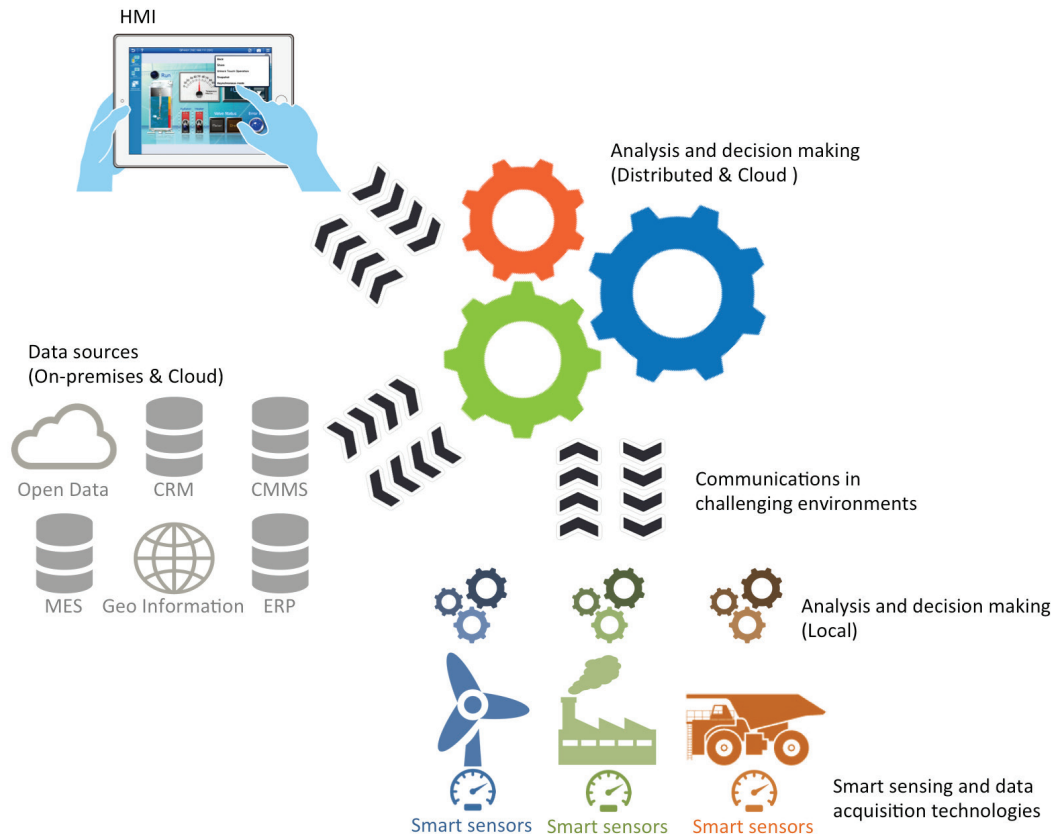 HMI
Analysis and decision making
(Distributed & Cloud )
Data sources
(On-premises & Cloud)
Open Data
CRM
CMMS
MES
Geo Information
ERP
Communications in
challenging environments
Analysis and decision making
(Local)
Smart sensing and data
acquisition technologies
Smart sensors
Smart sensors
Smart sensors